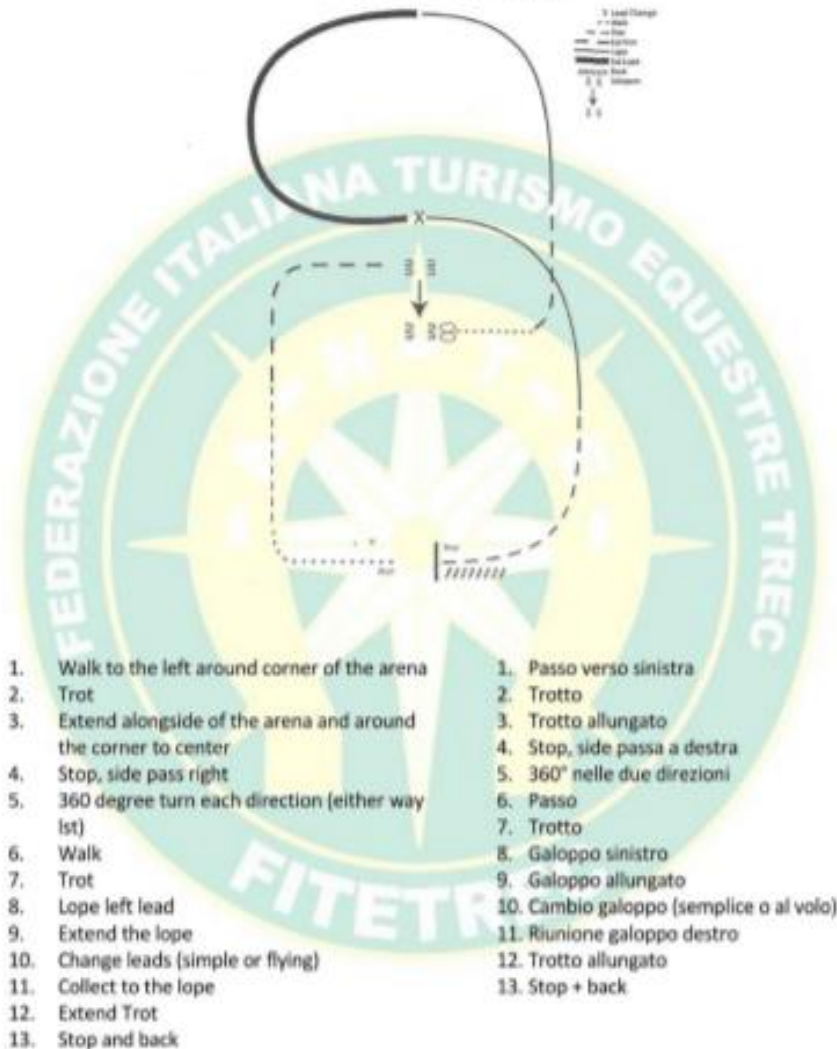 X Lead Change
X
FEDERAZIONE ITALIANA TURISMO EQUESTRE TREC
FITETREC
1. Walk to the left around corner of the arena
2. Trot
3. Extend alongside of the arena and around
the corner to center
4. Stop, side pass right
5. 360 degree turn each direction (either way
lst)
6. Walk
7. Trot
8. Lope left lead
9. Extend the lope
10. Change leads (simple or flying)
11. Collect to the lope
12. Extend Trot
13. Stop and back
1. Passo verso sinistra
2. Trotto
3. Trotto allungato
4. Stop, side passa a destra
5. 360° nelle due direzioni
6. Passo
7. Trotto
8. Galoppo sinistro
9. Galoppo allungato
10. Cambio galoppo (semplice o al volo)
11. Riunione galoppo destro
12. Trotto allungato
13. Stop + back